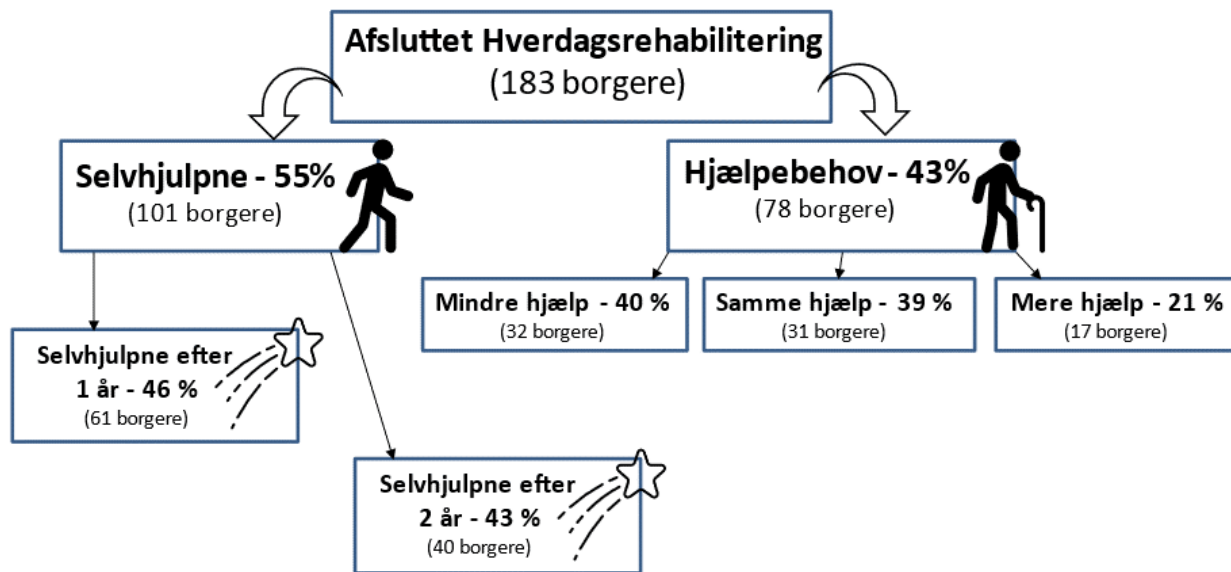 Afsluttet Hverdagsrehabilitering
(183 borgere)
Selvhjulpne - 55%
(101 borgere)
Hjælpebehov - 43%
(78 borgere)
Mindre hjælp - 40 %
(32 borgere)
Samme hjælp - 39 %
(31 borgere)
Mere hjælp - 21 %
(17 borgere)
Selvhjulpne efter
1 år - 46 %
(61 borgere)
Selvhjulpne efter
2 år - 43 %
(40 borgere)